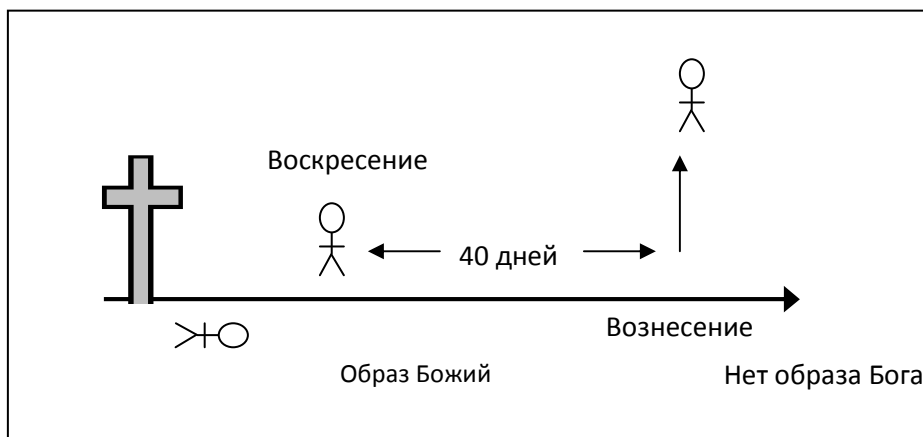 Воскресение
40 дней
Вознесение
Образ Божий
Нет образа Бога